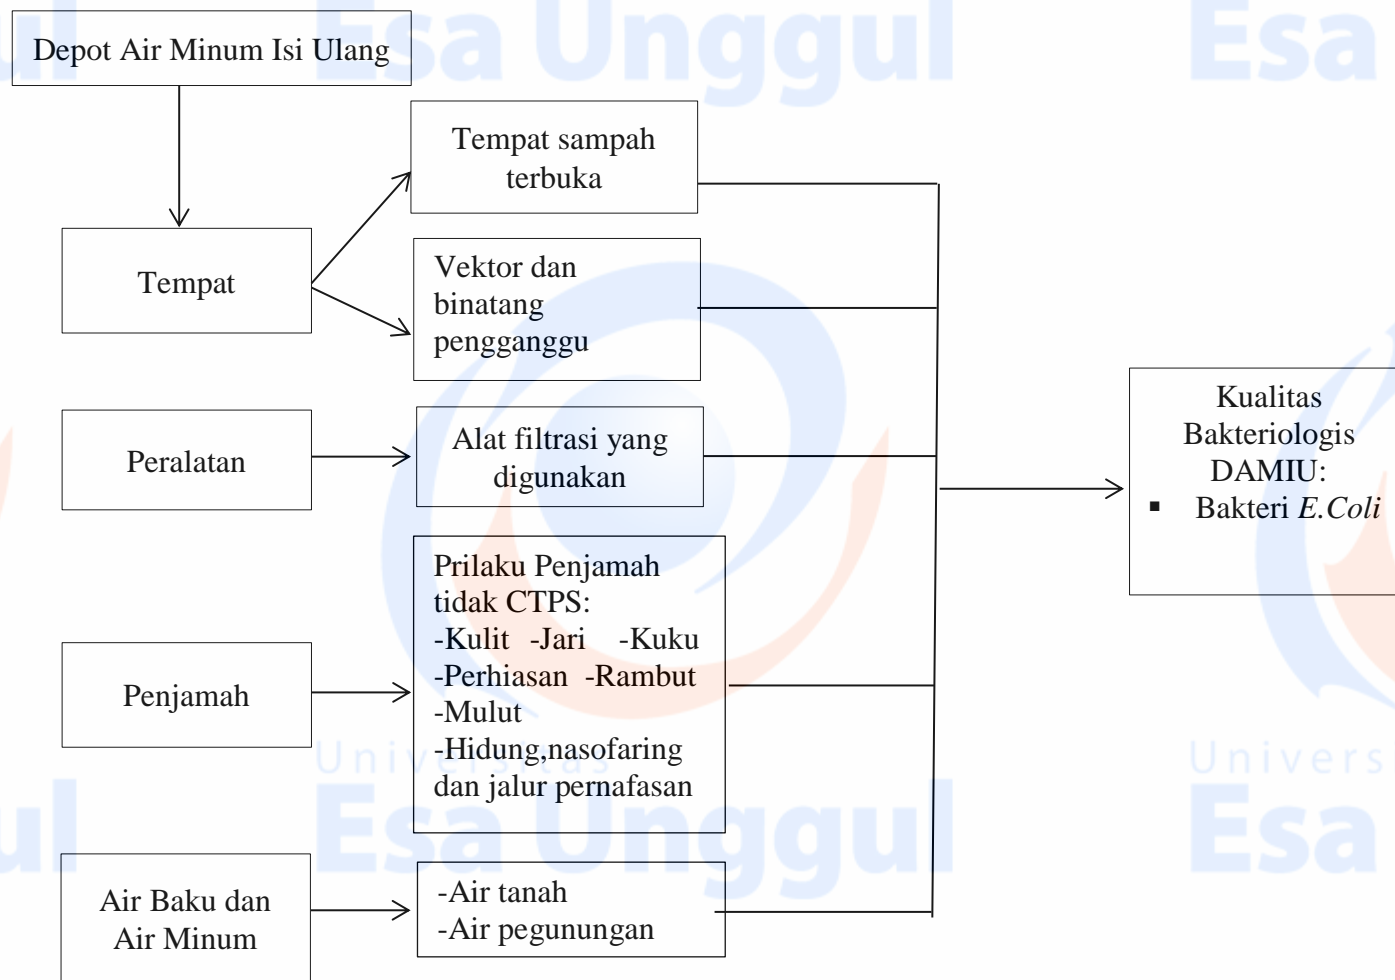 Depot Air Minum Isi Ulang
Tempat sampah
terbuka
Tempat
Vektor dan
binatang
pengganggu
Peralatan
Alat filtrasi yang
digunakan
Kualitas
Bakteriologis
DAMIU:
▪ Bakteri E.Coli
Penjamah
Prilaku Penjamah
tidak CTPS:
-Kulit -Jari -Kuku
-Perhiasan -Rambut
-Mulut
-Hidung,nasofaring
dan jalur pernafasan
Air Baku dan
Air Minum
-Air tanah
-Air pegunungan
ul
Esa Unggul
Esa
Universitas
Esa Unggul
Univers
Esa
ul